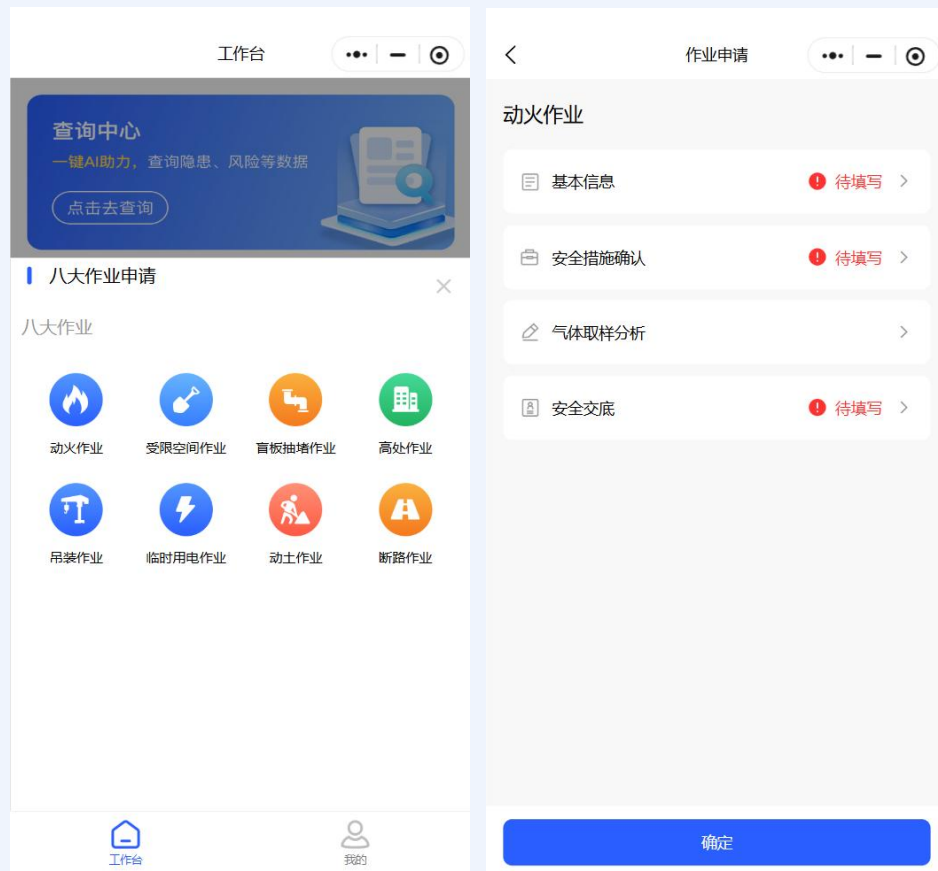 工作台
查询中心
一键AI助力，查询隐患、风险等数据
点击去查询
八大作业申请
八大作业
动火作业
受限空间作业
盲板抽堵作业
高处作业
吊装作业
临时用电作业
动土作业
断路作业
工作台
我的
作业申请
动火作业
基本信息
待填写
安全措施确认
待填写
气体取样分析
安全交底
待填写
确定